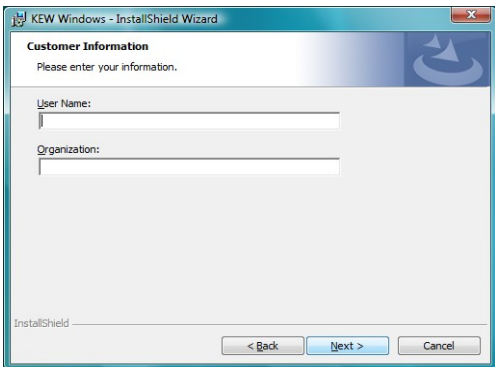 KEW Windows - InstallShield Wizard
X
Customer Information
Please enter your information.
User Name:
Organization:
InstallShield
< Back
Next >
Cancel